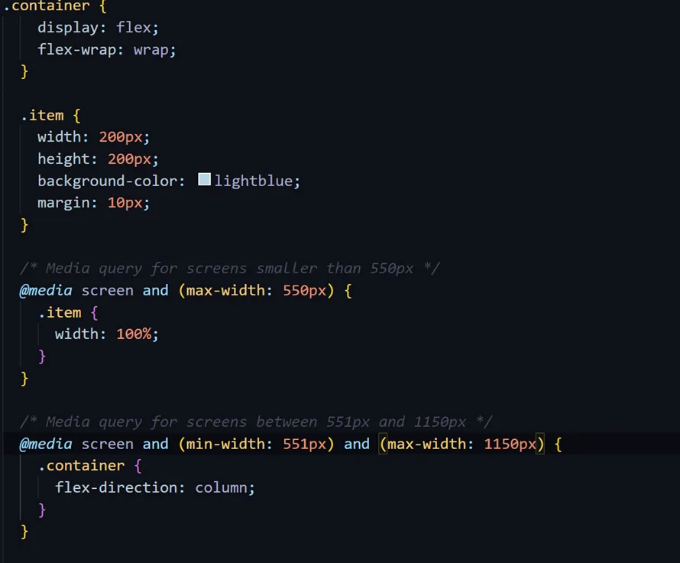 .container {
display: flex;
flex-wrap: wrap;
}
.item {
width: 200px;
height: 200px;
background-color: lightblue;
margin: 10px;
}
/* Media query for screens smaller than 550px */
@media screen and (max-width: 550px) {
.item {
width: 100%;
}
}
/* Media query for screens between 551px and 1150px */
@media screen and (min-width: 551px) and (max-width: 1150px) {
.container {
flex-direction: column;
}
}